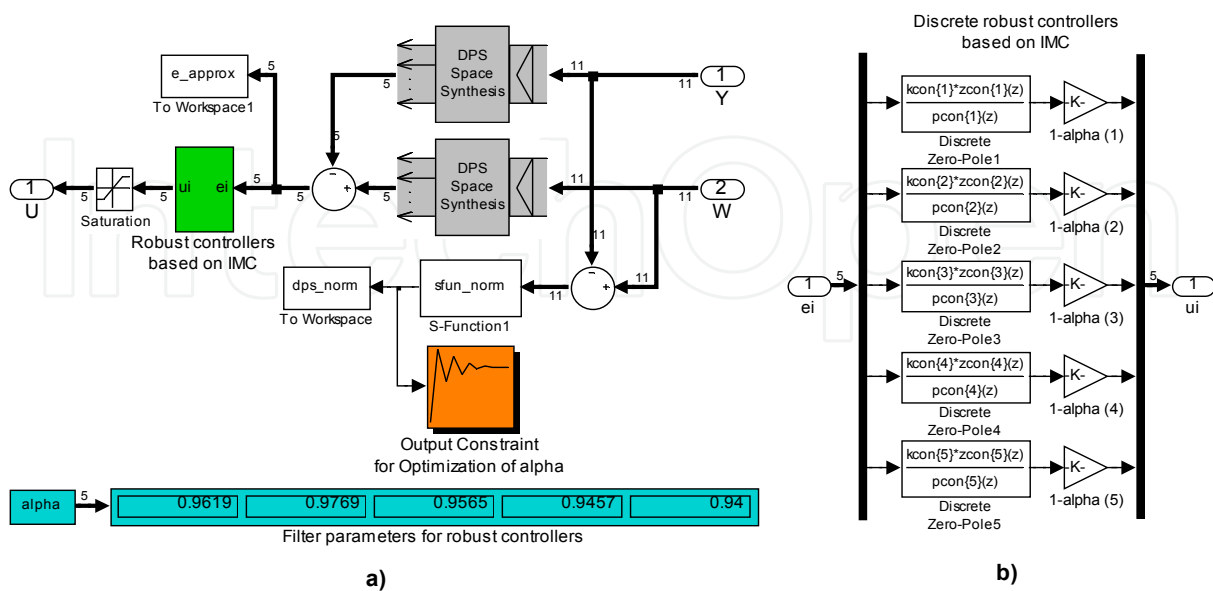 e_approx
5
To Workspace1
DPS
Space
Synthesis
5
11
11
1
Y
5
1
U
5
Saturation
5
ui
ei
5
5
Robust controllers
based on IMC
DPS
Space
Synthesis
5
11
11
2
W
11
11
dps_norm
To Workspace
sfun_norm
S-Function1
11
Output Constraint
for Optimization of alpha
alpha
5
0.9619
0.9769
0.9565
0.9457
0.94
Filter parameters for robust controllers
a)
Discrete robust controllers
based on IMC
kcon{1}*zcon{1}(z)
pcon{1}(z)
Discrete
Zero-Pole1
-K-
1-alpha (1)
kcon{2}*zcon{2}(z)
pcon{2}(z)
Discrete
Zero-Pole2
-K-
1-alpha (2)
1
ei
5
kcon{3}*zcon{3}(z)
pcon{3}(z)
Discrete
Zero-Pole3
-K-
1-alpha (3)
5
1
ui
kcon{4}*zcon{4}(z)
pcon{4}(z)
Discrete
Zero-Pole4
-K-
1-alpha (4)
kcon{5}*zcon{5}(z)
pcon{5}(z)
Discrete
Zero-Pole5
-K-
1-alpha (5)
b)
IntechOpen